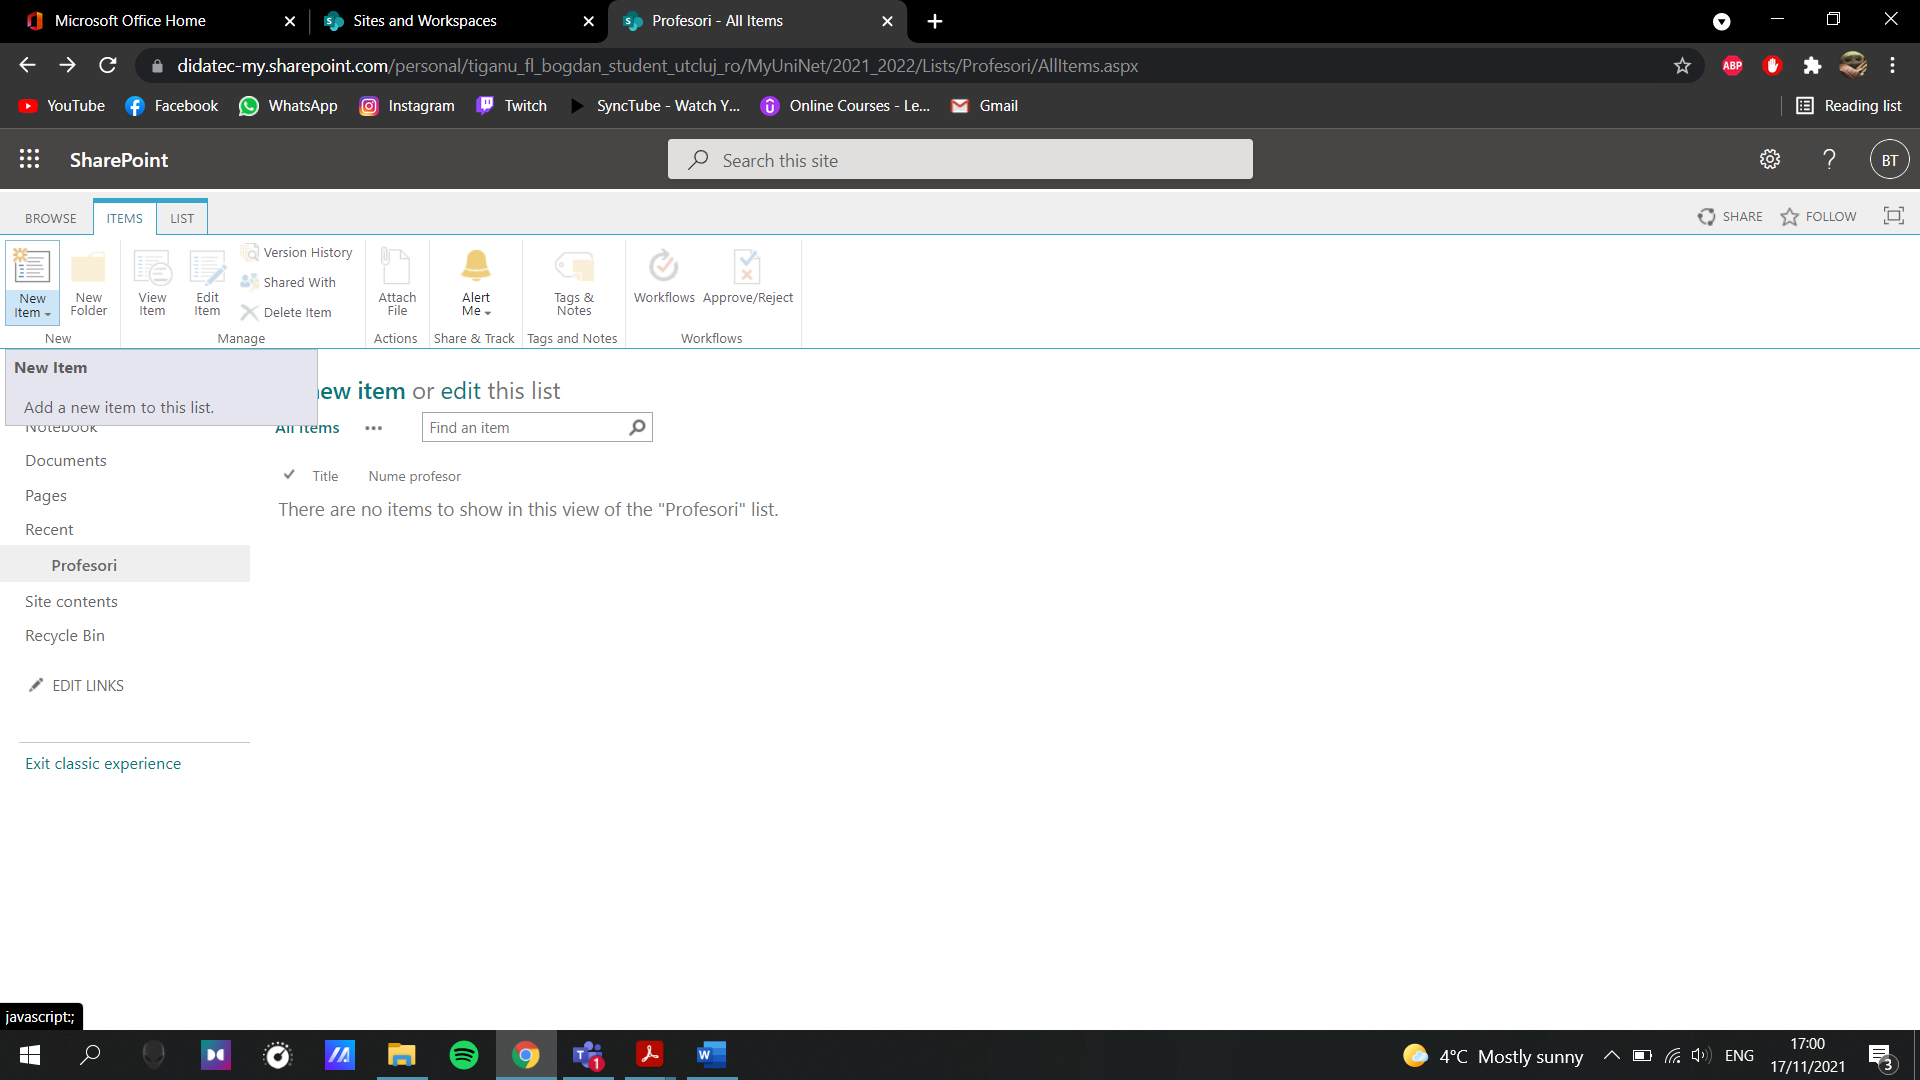 Microsoft Office Home
Sites and Workspaces
Profesori - All Items
didatec-my.sharepoint.com/personal/tiganu_fl_bogdan_student_utcluj_ro/MyUniNet/2021_2022/Lists/Profesori/AllItems.aspx
ABP
YouTube
Facebook
WhatsApp
Instagram
Twitch
SyncTube - Watch Y...
Online Courses - Le...
Gmail
Reading list
SharePoint
Search this site
?
BT
BROWSE
ITEMS
LIST
SHARE
FOLLOW
New
Item
New
Folder
View
Item
Edit
Item
Version History
Shared With
Delete Item
Attach
File
Alert
Me
Tags &
Notes
Workflows
Approve/Reject
New
Manage
Actions
Share & Track
Tags and Notes
Workflows
New Item
Add a new item to this list.
new item or edit this list
All Items
...
Find an item
Notebook
Documents
Pages
Recent
Profesori
Site contents
Recycle Bin
EDIT LINKS
Exit classic experience
Title
Nume profesor
There are no items to show in this view of the "Profesori" list.
javascript:;
4°C Mostly sunny
ENG
17:00
17/11/2021
3
1